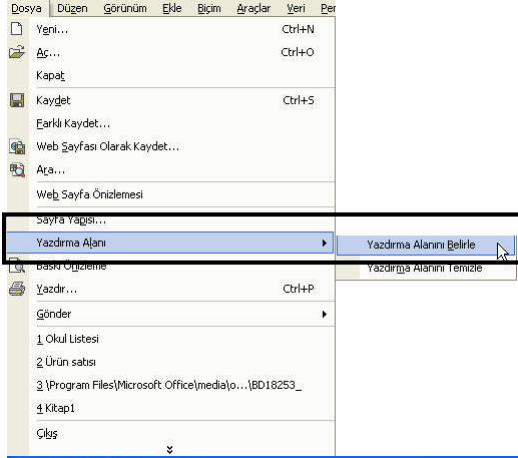 Dosya Düzen Görünüm Ekle Biçim Araçlar Veri Per
Yeni... Ctrl+N
Aç... Ctrl+O
Kapat
Kaydet Ctrl+S
Farklı Kaydet...
Web Sayfası Olarak Kaydet...
Ara...
Web Sayfa Önizlemesi
Sayfa Yapısı...
Yazdırma Alanı Yazdırma Alanını Belirle
Baskı Önizleme Yazdırma Alanını Temizle
Yazdır... Ctrl+P
Gönder
1 Okul Listesi
2 Ürün satısı
3 \Program Files\Microsoft Office\media\o...\BD18253_
4 Kitap1
Çıkış